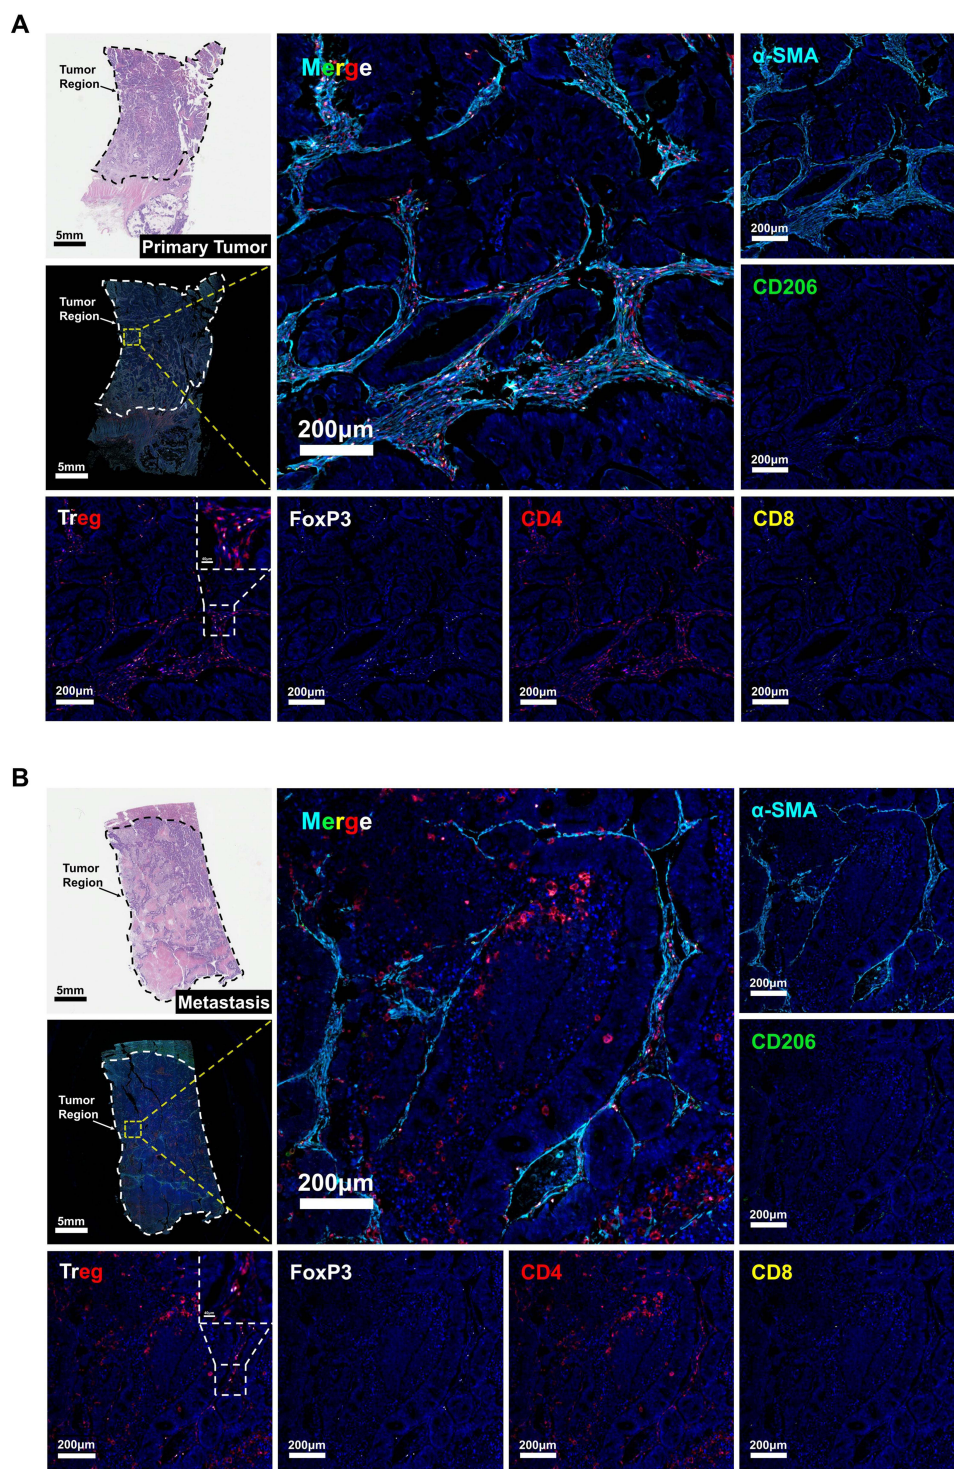 A
Tumor
Region
5mm
Primary Tumor
Merge
200μm
α-SMA
200μm
Tumor
Region
5mm
CD206
200μm
Treg
40μm
200μm
FoxP3
200μm
CD4
200μm
CD8
200μm
B
Tumor
Region
5mm
Metastasis
Merge
200μm
α-SMA
200μm
Tumor
Region
5mm
CD206
200μm
Treg
40μm
200μm
FoxP3
200μm
CD4
200μm
CD8
200μm